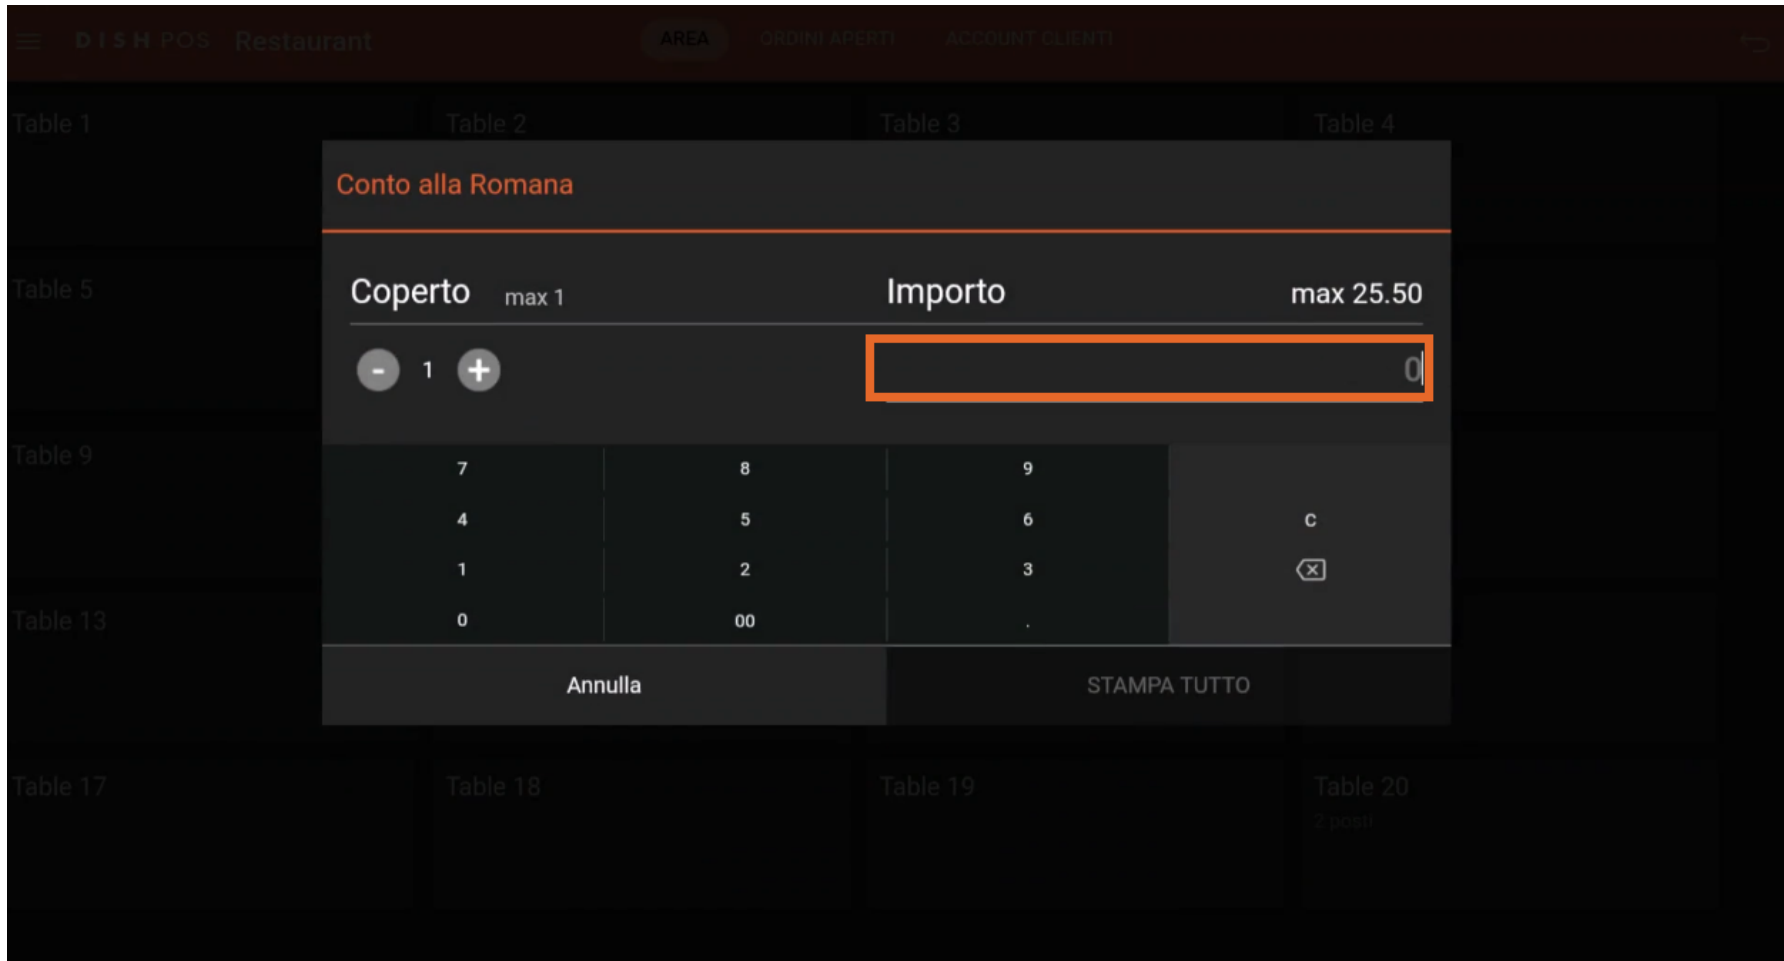 DISH POS Restaurant AREA ORDINI APERTI ACCOUNT CLIENTI
Table 1 Table 2 Table 3 Table 4
Conto alla Romana
Table 5
Coperto max 1 Importo max 25.50
- 1 + 0
Table 9
7 8 9
4 5 6 C
1 2 3
0 00 .
Table 13
Annulla STAMPA TUTTO
Table 17 Table 18 Table 19 Table 20
2 posti